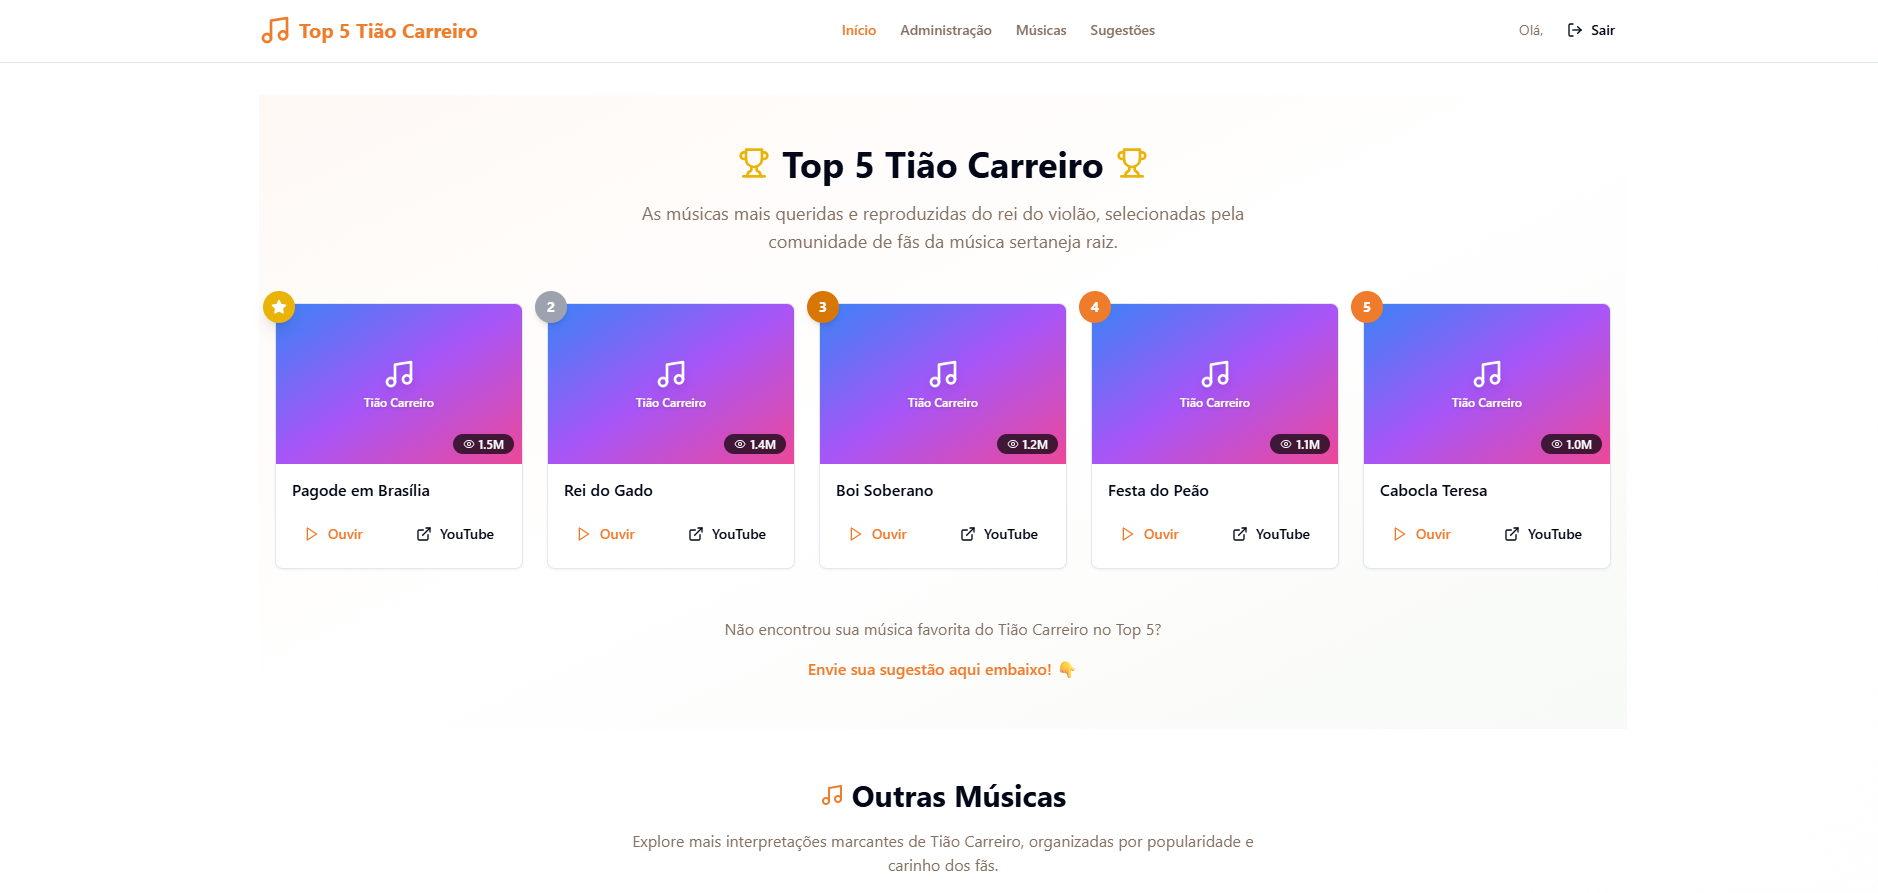 Top 5 Tião Carreiro
Início Administração Músicas Sugestões
Olá, Sair
Top 5 Tião Carreiro
As músicas mais queridas e reproduzidas do rei do violão, selecionadas pela
comunidade de fãs da música sertaneja raiz.
Tião Carreiro
1.5M
Pagode em Brasília
Ouvir YouTube
2
Tião Carreiro
1.4M
Rei do Gado
Ouvir YouTube
3
Tião Carreiro
1.2M
Boi Soberano
Ouvir YouTube
4
Tião Carreiro
1.1M
Festa do Peão
Ouvir YouTube
5
Tião Carreiro
1.0M
Cabocla Teresa
Ouvir YouTube
Não encontrou sua música favorita do Tião Carreiro no Top 5?
Envie sua sugestão aqui embaixo! 👇
Outras Músicas
Explore mais interpretações marcantes de Tião Carreiro, organizadas por popularidade e
carinho dos fãs.